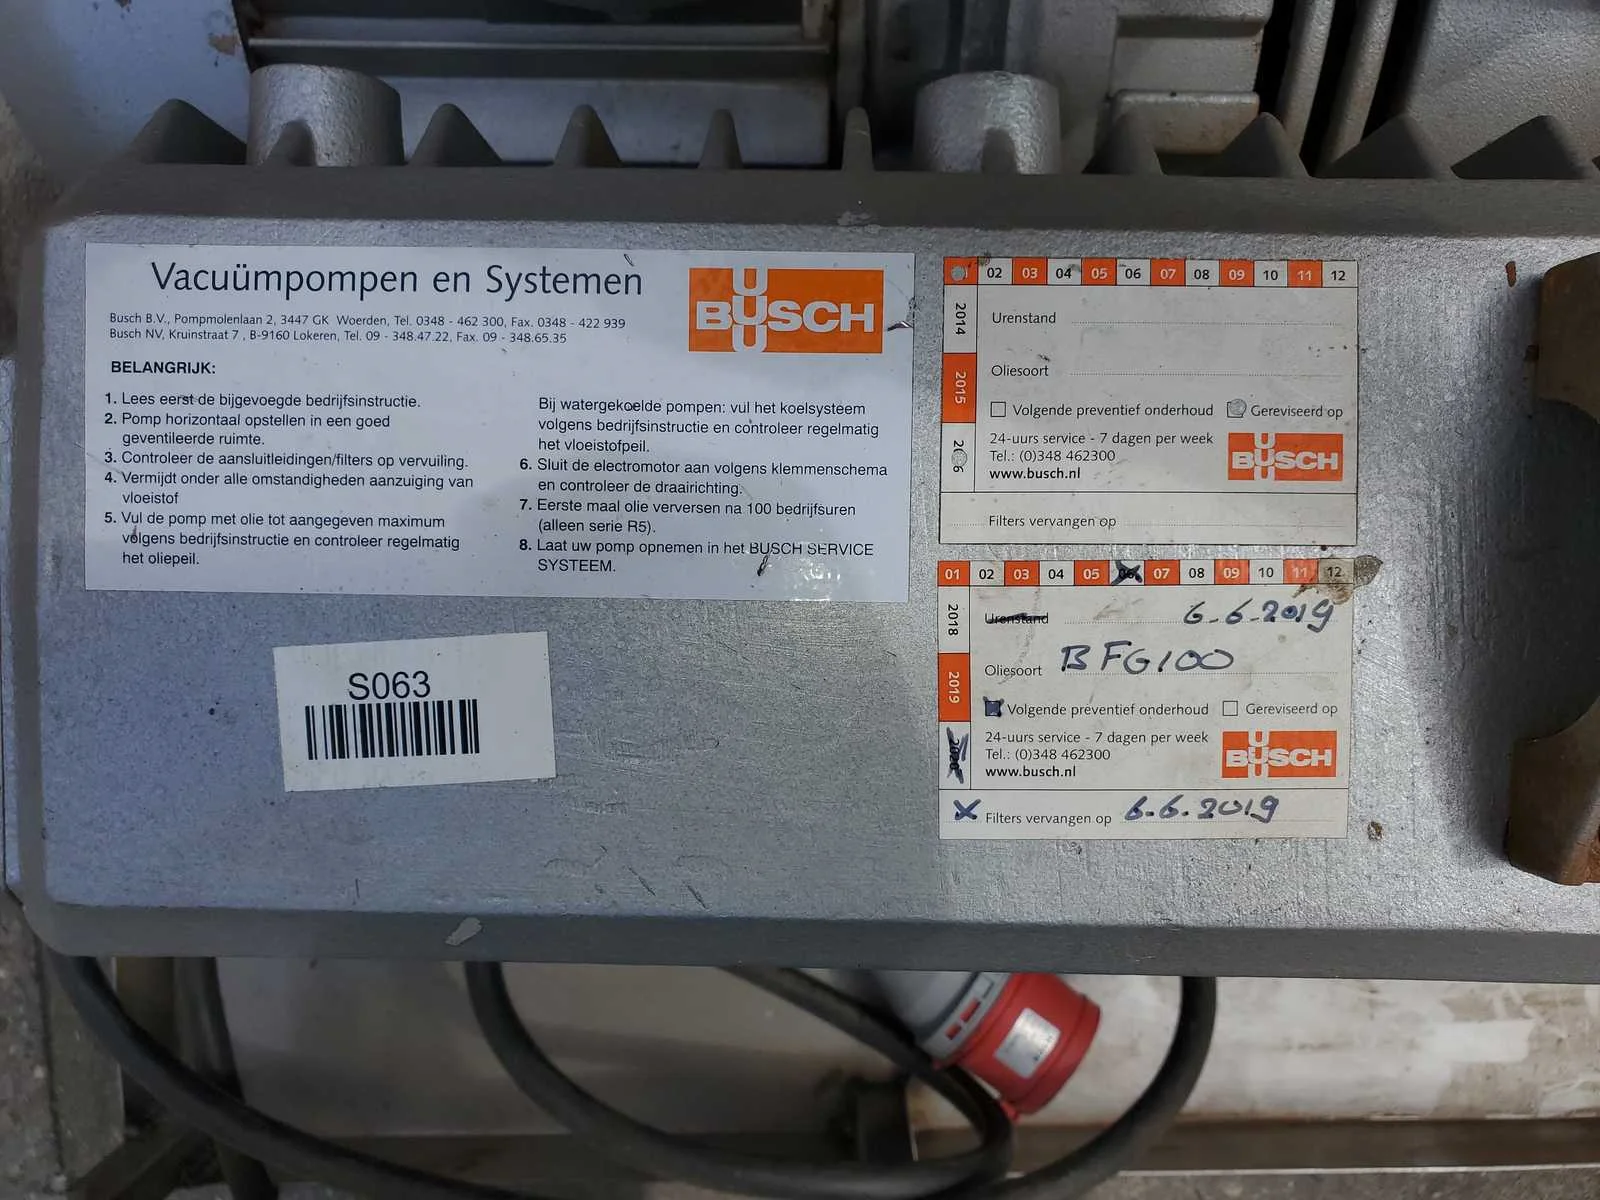 Vacuümpompen en Systemen
BUSCH
Busch B.V., Pompmolenlaan 2, 3447 GK Woerden, Tel. 0348 - 462 300, Fax. 0348 - 422 939
Busch NV, Kruinstraat 7 , B-9160 Lokeren, Tel. 09 - 348.47.22, Fax. 09 - 348.65.35
BELANGRIJK:
1. Lees eerst de bijgevoegde bedrijfsinstructie.
2. Pomp horizontaal opstellen in een goed
geventileerde ruimte.
3. Controleer de aansluitleidingen/filters op vervuiling.
4. Vermijdt onder alle omstandigheden aanzuiging van
vloeistof
5. Vul de pomp met olie tot aangegeven maximum
volgens bedrijfsinstructie en controleer regelmatig
het oliepeil.
Bij watergekoelde pompen: vul het koelsysteem
volgens bedrijfsinstructie en controleer regelmatig
het vloeistofpeil.
6. Sluit de electromotor aan volgens klemmenschema
en controleer de draairichting.
7. Eerste maal olie verversen na 100 bedrijfsuren
(alleen serie R5).
8. Laat uw pomp opnemen in het BUSCH SERVICE
SYSTEEM.
S063
02 03 04 05 06 07 08 09 10 11 12
2014
2015
Urenstand
Oliesoort
Volgende preventief onderhoud Gereviseerd op
24-uurs service - 7 dagen per week
Tel.: (0)348 462300
www.busch.nl
BUSCH
Filters vervangen op
01 02 03 04 05 06 07 08 09 10 11 12
2018
2019
2020
Urenstand 6.6.2019
Oliesoort BFG100
Volgende preventief onderhoud Gereviseerd op
24-uurs service - 7 dagen per week
Tel.: (0)348 462300
www.busch.nl
BUSCH
X Filters vervangen op 6.6.2019